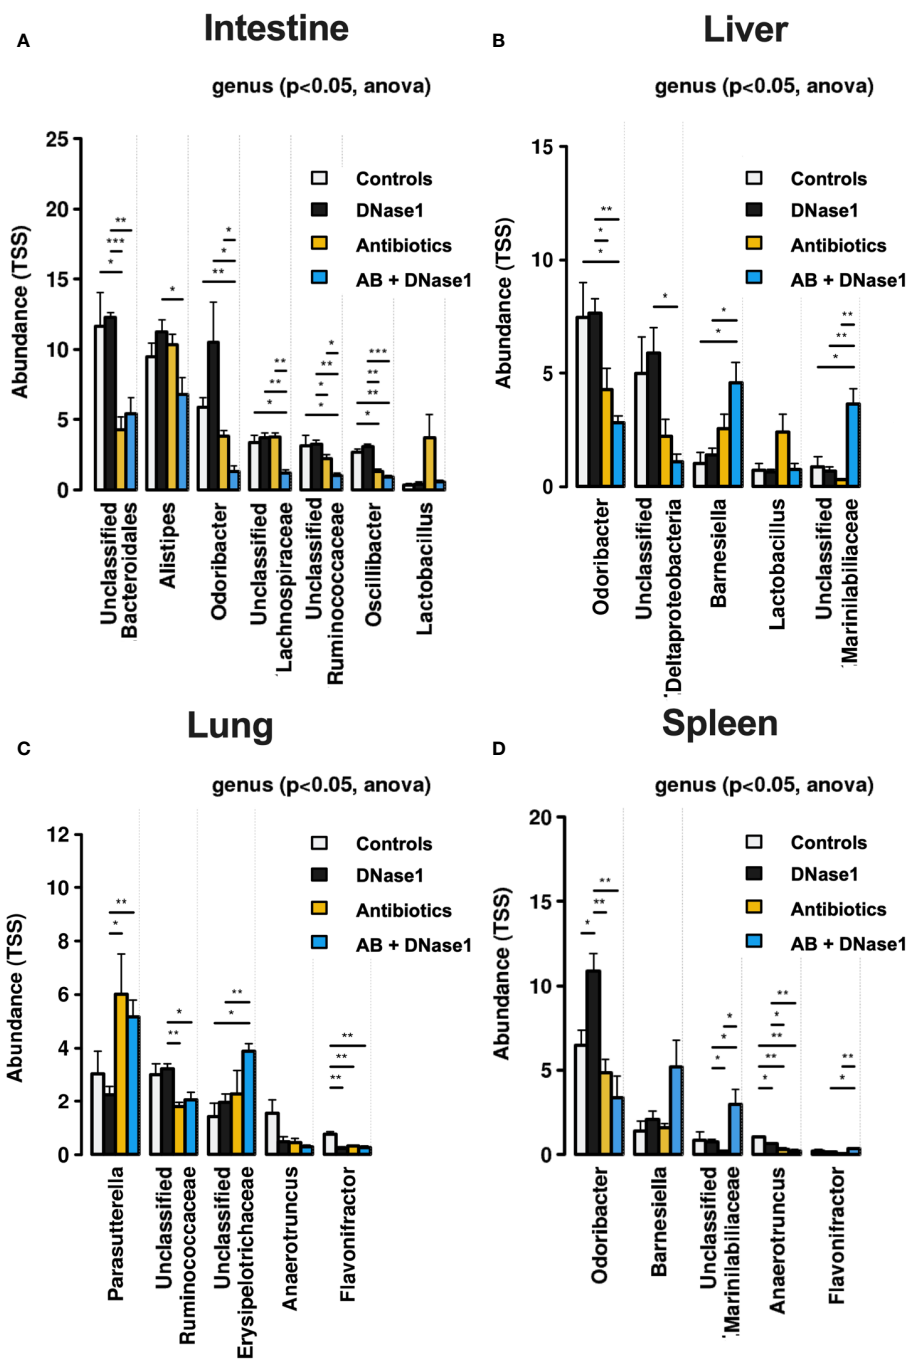 A
Intestine
genus (p<0.05, anova)
Abundance (TSS)
25
20
15
10
5
0
Controls
DNase1
Antibiotics
AB + DNase1
**
***
*
*
*
*
**
**
**
*
*
**
*
*
***
**
**
*
Unclassified
Bacteroidales
Alistipes
Odoribacter
Unclassified
Lachnospiraceae
Unclassified
Ruminococcaceae
Oscillibacter
Lactobacillus
B
Liver
genus (p<0.05, anova)
Abundance (TSS)
15
10
5
0
Controls
DNase1
Antibiotics
AB + DNase1
**
*
*
*
*
*
**
**
*
Odoribacter
Unclassified
Deltaproteobacteria
Barnesiella
Lactobacillus
Unclassified
Marinilabiliaceae
C
Lung
genus (p<0.05, anova)
Abundance (TSS)
12
10
8
6
4
2
0
Controls
DNase1
Antibiotics
AB + DNase1
**
*
*
**
**
*
**
**
**
Parasutterella
Unclassified
Ruminococcaceae
Unclassified
Erysipelotrichaceae
Anaerotruncus
Flavonifractor
D
Spleen
genus (p<0.05, anova)
Abundance (TSS)
20
15
10
5
0
Controls
DNase1
Antibiotics
AB + DNase1
**
**
*
*
*
*
**
*
**
**
*
**
*
Odoribacter
Barnesiella
Unclassified
Marinilabiliaceae
Anaerotruncus
Flavonifractor